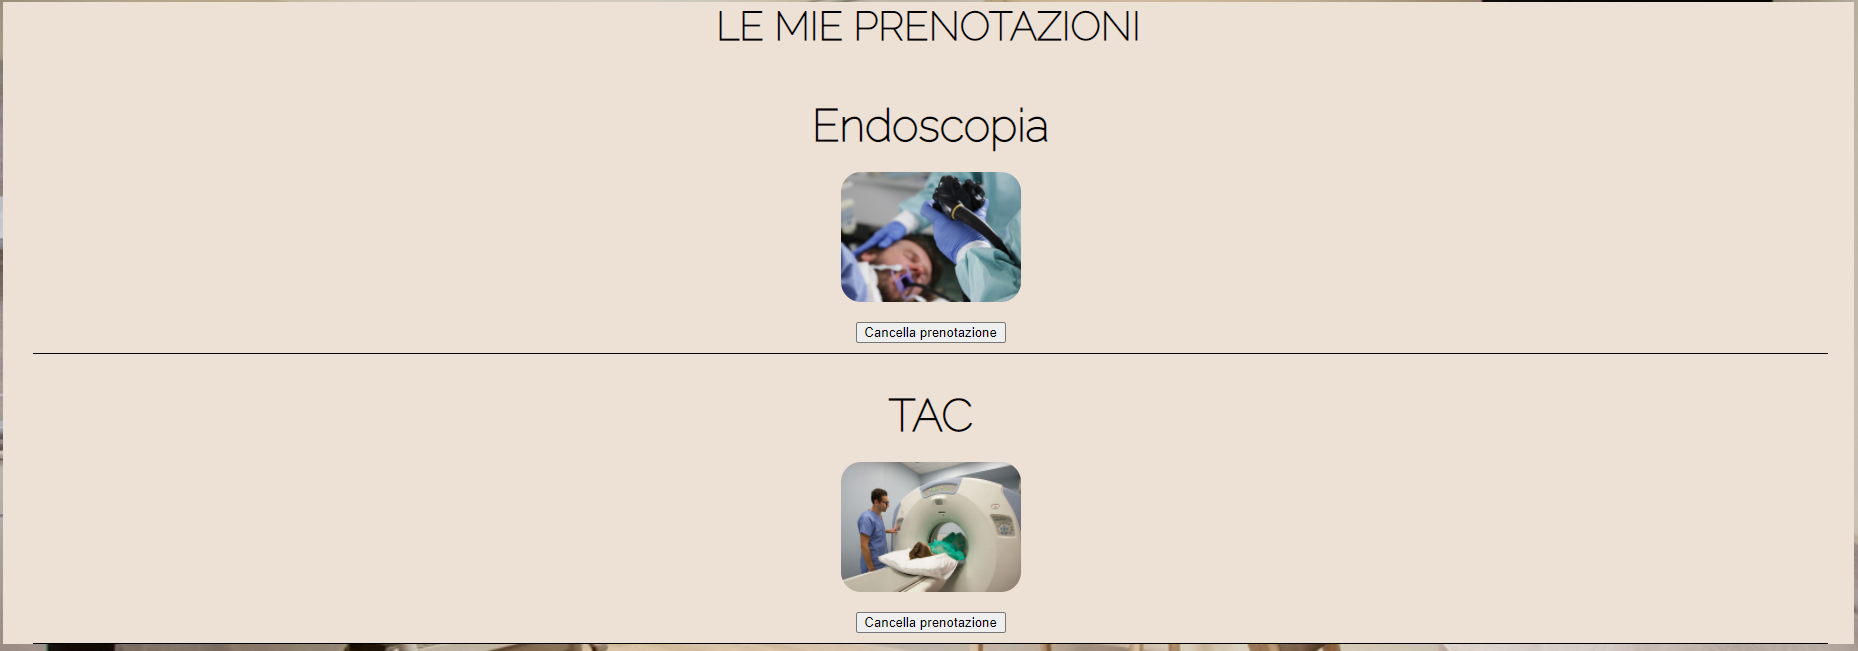 LE MIE PRENOTAZIONI
Endoscopia
Cancella prenotazione
TAC
Cancella prenotazione